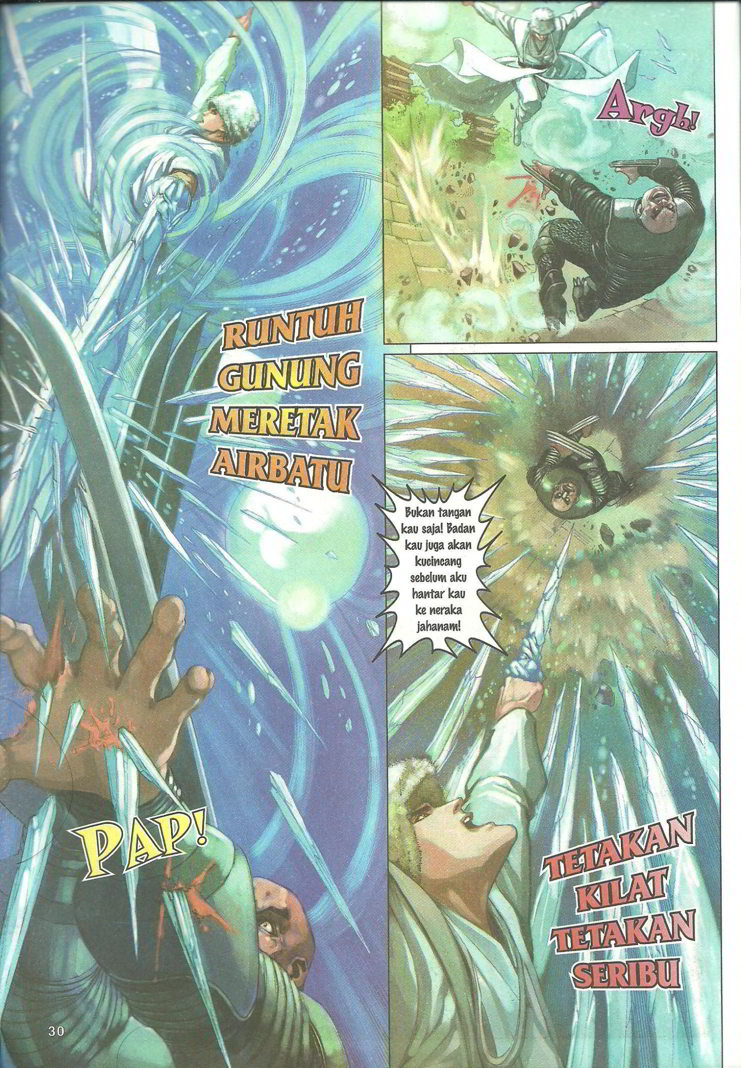 RUNTUH
GUNUNG
MERETAK
AIRBATU
PAP!
Argh!
Bukan tangan
kau saja! Badan
kau juga akan
kucincang
sebelum aku
hantar kau
ke neraka
jahanam!
TETAKAN
KILAT
TETAKAN
SERIBU
30